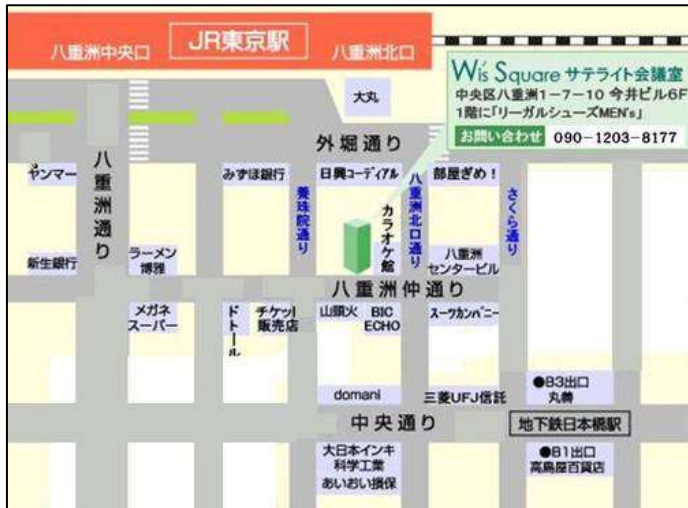 JR東京駅
八重洲中央口
八重洲北口
Wis Square サテライト会議室
中央区八重洲1-7-10 今井ビル6F
1階に「リーガルシューズMEN's」
お問い合わせ 090-1203-8177
大丸
外堀通り
ヤンマー
八重洲通り
みずほ銀行
養珠院通り
日興コーディアル
八重洲北口通り
部屋ぎめ!
さくら通り
カラオケ館
新生銀行
ラーメン
博雅
八重洲
センタービル
八重洲仲通り
メガネ
スーパー
ドトール
チケット
販売店
山頭火
BIC
ECHO
スーツカンパニー
domani
三菱UFJ信託
●B3出口
丸善
中央通り
地下鉄日本橋駅
大日本インキ
科学工業
あいおい損保
●B1出口
高島屋百貨店